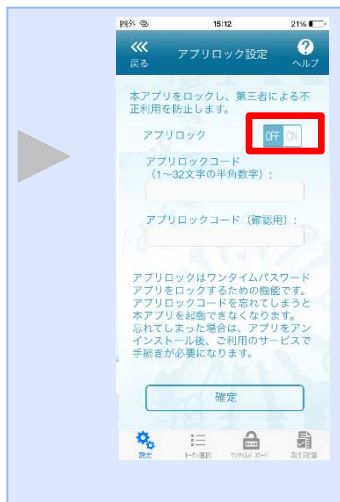 圏外
15:12
21%
戻る
アプリロック設定
ヘルプ
本アプリをロックし、第三者による不
正利用を防止します。
アプリロック
OFF ON
アプリロックコード
（1～32文字の半角数字）:
アプリロックコード（確認用）:
アプリロックはワンタイムパスワード
アプリをロックするための機能です。
アプリロックコードを忘れてしまうと
本アプリを起動できなくなります。
忘れてしまった場合は、アプリをアン
インストール後、ご利用のサービスで
手続きが必要になります。
確定
設定
トークン選択
ワンタイムパスワード